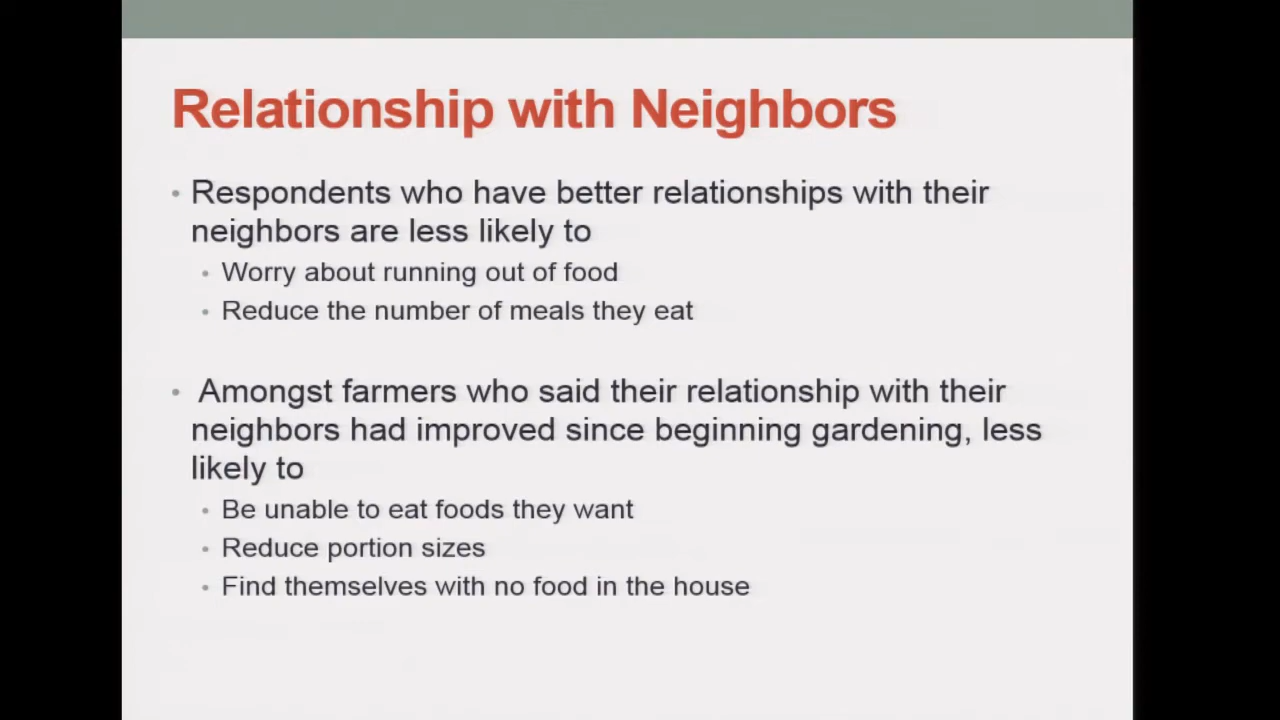 Relationship with Neighbors
• Respondents who have better relationships with their
neighbors are less likely to
• Worry about running out of food
• Reduce the number of meals they eat
• Amongst farmers who said their relationship with their
neighbors had improved since beginning gardening, less
likely to
• Be unable to eat foods they want
• Reduce portion sizes
• Find themselves with no food in the house